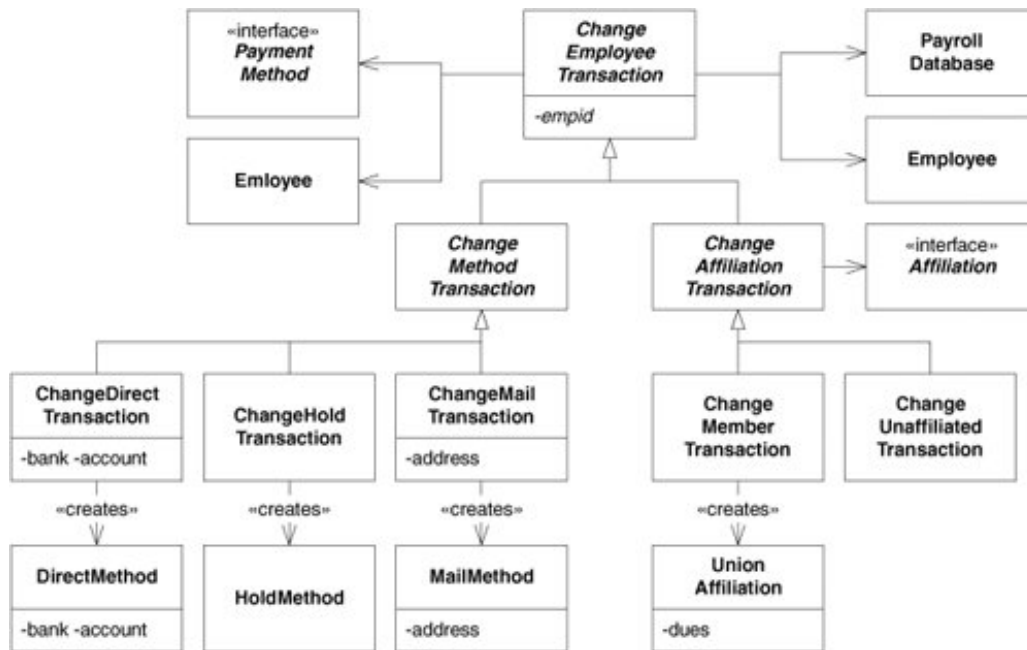 «interface»
Payment
Method
Change
Employee
Transaction
-empid
Payroll
Database
Emloyee
Employee
Change
Method
Transaction
Change
Affiliation
Transaction
«interface»
Affiliation
ChangeDirect
Transaction
-bank -account
ChangeHold
Transaction
ChangeMail
Transaction
-address
Change
Member
Transaction
Change
Unaffiliated
Transaction
«creates»
«creates»
«creates»
«creates»
DirectMethod
-bank -account
HoldMethod
MailMethod
-address
Union
Affiliation
-dues